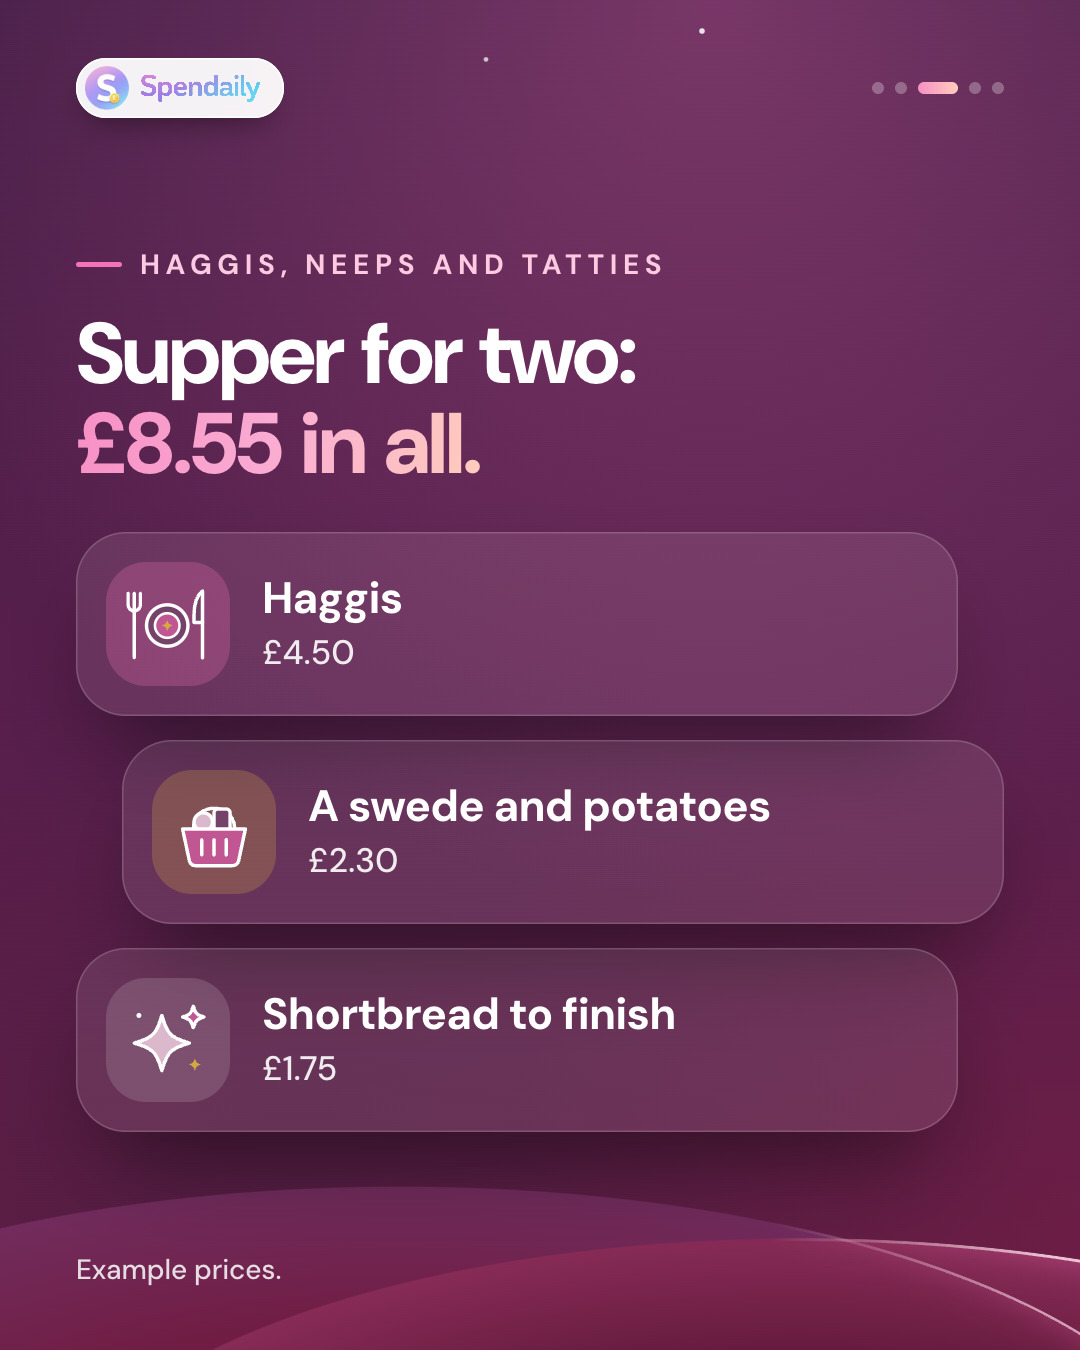 Spendaily
HAGGIS, NEEPS AND TATTIES
Supper for two:
£8.55 in all.
Haggis
£4.50
A swede and potatoes
£2.30
Shortbread to finish
£1.75
Example prices.